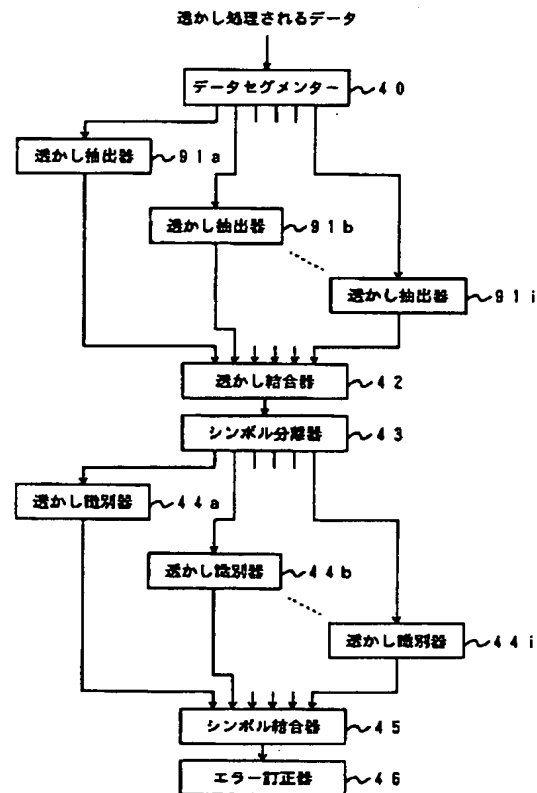 透かし処理されるデータ
データセグメンター 40
透かし抽出器 91a
透かし抽出器 91b
透かし抽出器 91i
透かし結合器 42
シンボル分離器 43
透かし識別器 44a
透かし識別器 44b
透かし識別器 44i
シンボル結合器 45
エラー訂正器 46